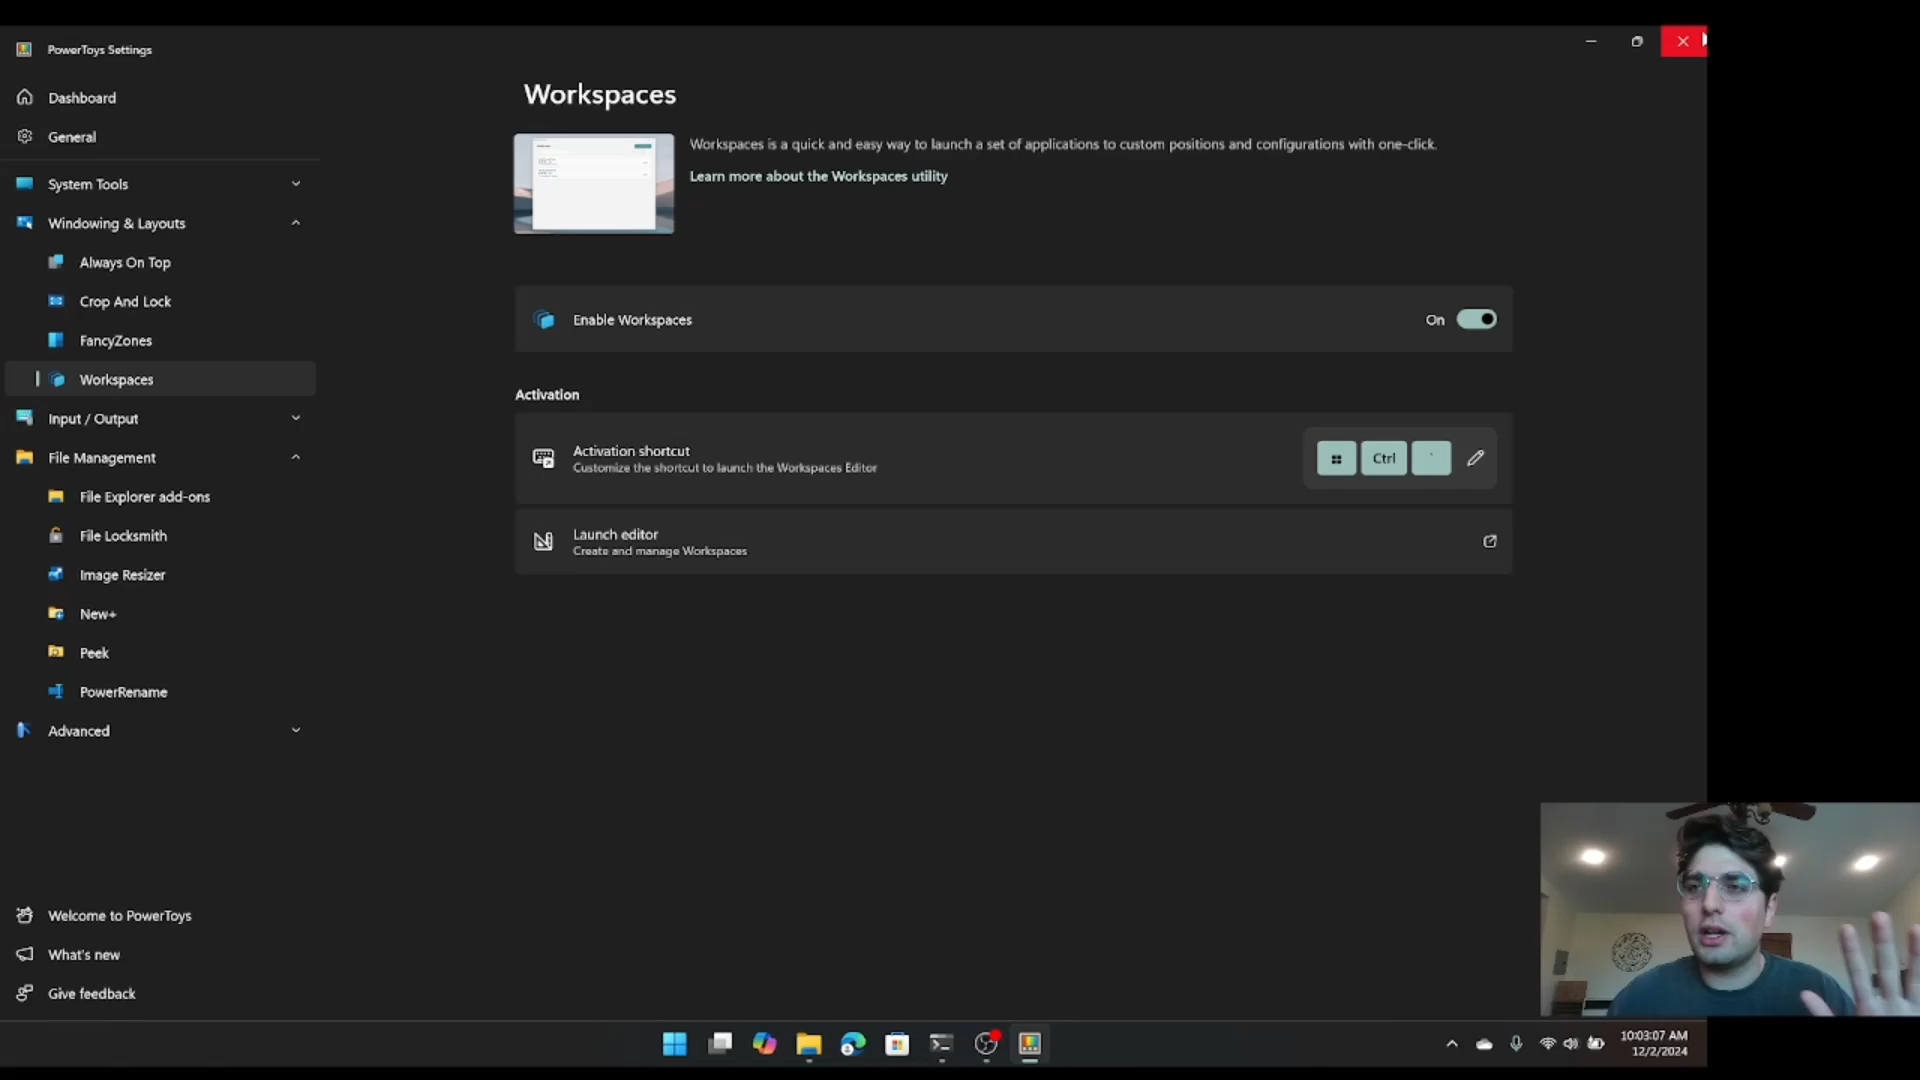 PowerToys Settings
Dashboard
General
System Tools
Windowing & Layouts
Always On Top
Crop And Lock
FancyZones
Workspaces
Input / Output
File Management
File Explorer add-ons
File Locksmith
Image Resizer
New+
Peek
PowerRename
Advanced
Welcome to PowerToys
What's new
Give feedback
Workspaces
Workspaces is a quick and easy way to launch a set of applications to custom positions and configurations with one-click.
Learn more about the Workspaces utility
Enable Workspaces
On
Activation
Activation shortcut
Customize the shortcut to launch the Workspaces Editor
Ctrl `
Launch editor
Create and manage Workspaces
10:03:07 AM
12/2/2024